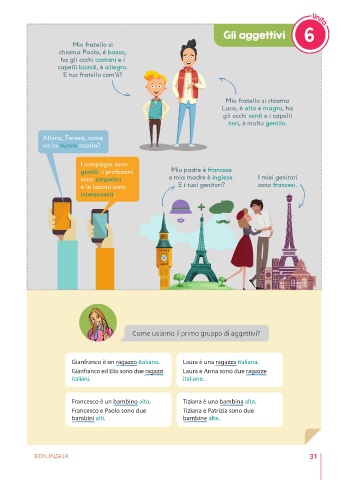 Unità
6
Gli aggettivi
Mio fratello si
chiama Paolo, è basso,
ha gli occhi castani e i
capelli biondi, è allegro.
E tuo fratello com'è?
Mio fratello si chiama
Luca, è alto e magro, ha
gli occhi verdi e i capelli
neri, è molto gentile.
Allora, Teresa, come
va la nuova scuola?
I compagni sono
gentili, i professori
sono simpatici
e le lezioni sono
interessanti!
Mio padre è francese
e mia madre è inglese.
E i tuoi genitori?
I miei genitori
sono francesi.
+
Come usiamo il primo gruppo di aggettivi?
Gianfranco è un ragazzo italiano.
Gianfranco ed Elio sono due ragazzi
italiani.
Laura è una ragazza italiana.
Laura e Anna sono due ragazze
italiane.
Francesco è un bambino alto.
Francesco e Paolo sono due
bambini alti.
Tiziana è una bambina alta.
Tiziana e Patrizia sono due
bambine alte.
EDILINGUA
31